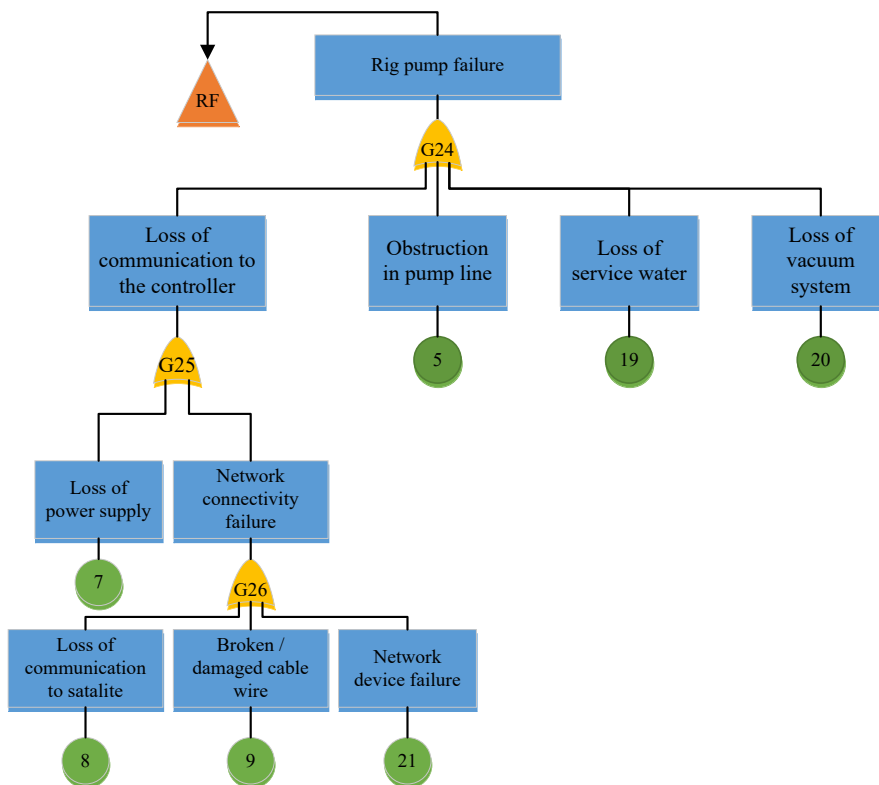 Rig pump failure
RF
G24
Loss of
communication to
the controller
Obstruction
in pump line
Loss of
service water
Loss of
vacuum
system
G25
5
19
20
Loss of
power supply
Network
connectivity
failure
7
G26
Loss of
communication
to satalite
Broken /
damaged cable
wire
Network
device failure
8
9
21